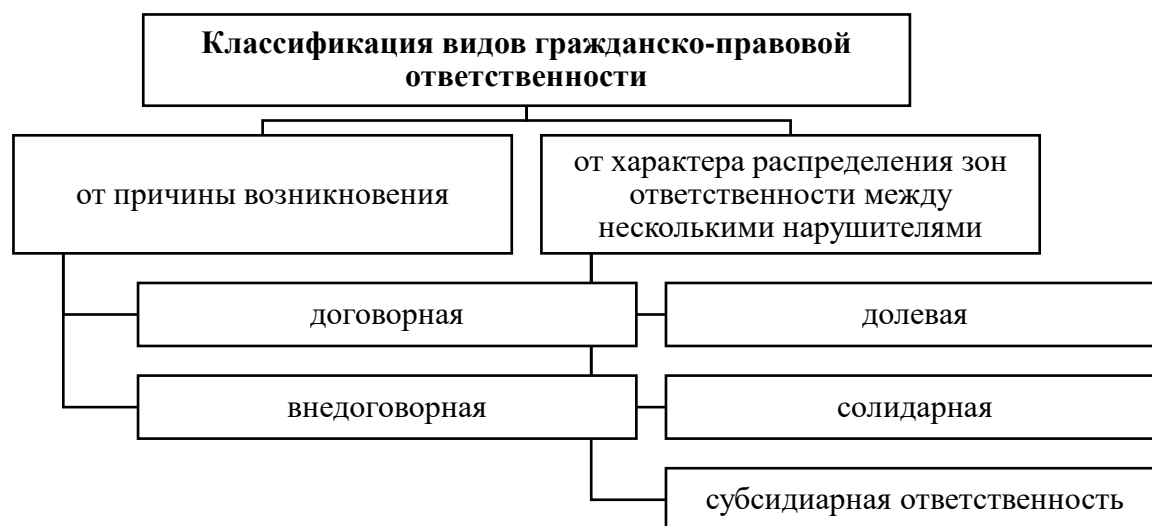 Классификация видов гражданско-правовой
ответственности
от причины возникновения
от характера распределения зон
ответственности между
несколькими нарушителями
договорная
долевая
внедоговорная
солидарная
субсидиарная ответственность